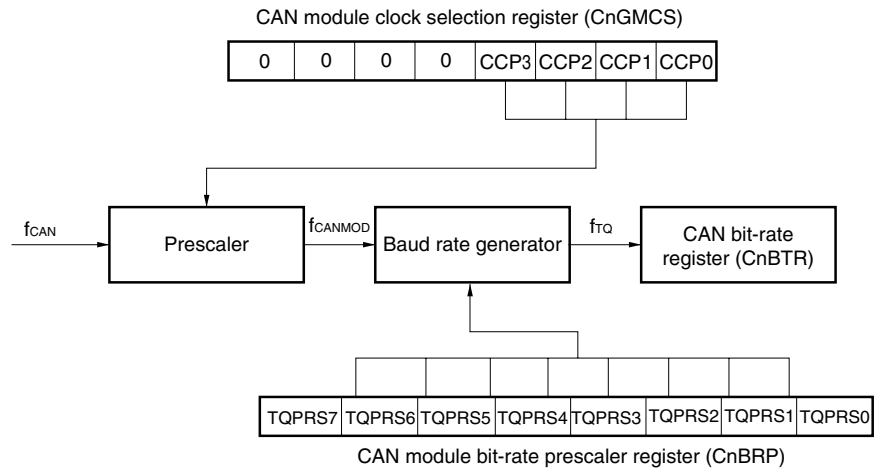 CAN module clock selection register (CnGMCS)
0 0 0 0 CCP3 CCP2 CCP1 CCP0
fCAN
Prescaler
fCANMOD
Baud rate generator
fTQ
CAN bit-rate
register (CnBTR)
TQPRS7 TQPRS6 TQPRS5 TQPRS4 TQPRS3 TQPRS2 TQPRS1 TQPRS0
CAN module bit-rate prescaler register (CnBRP)